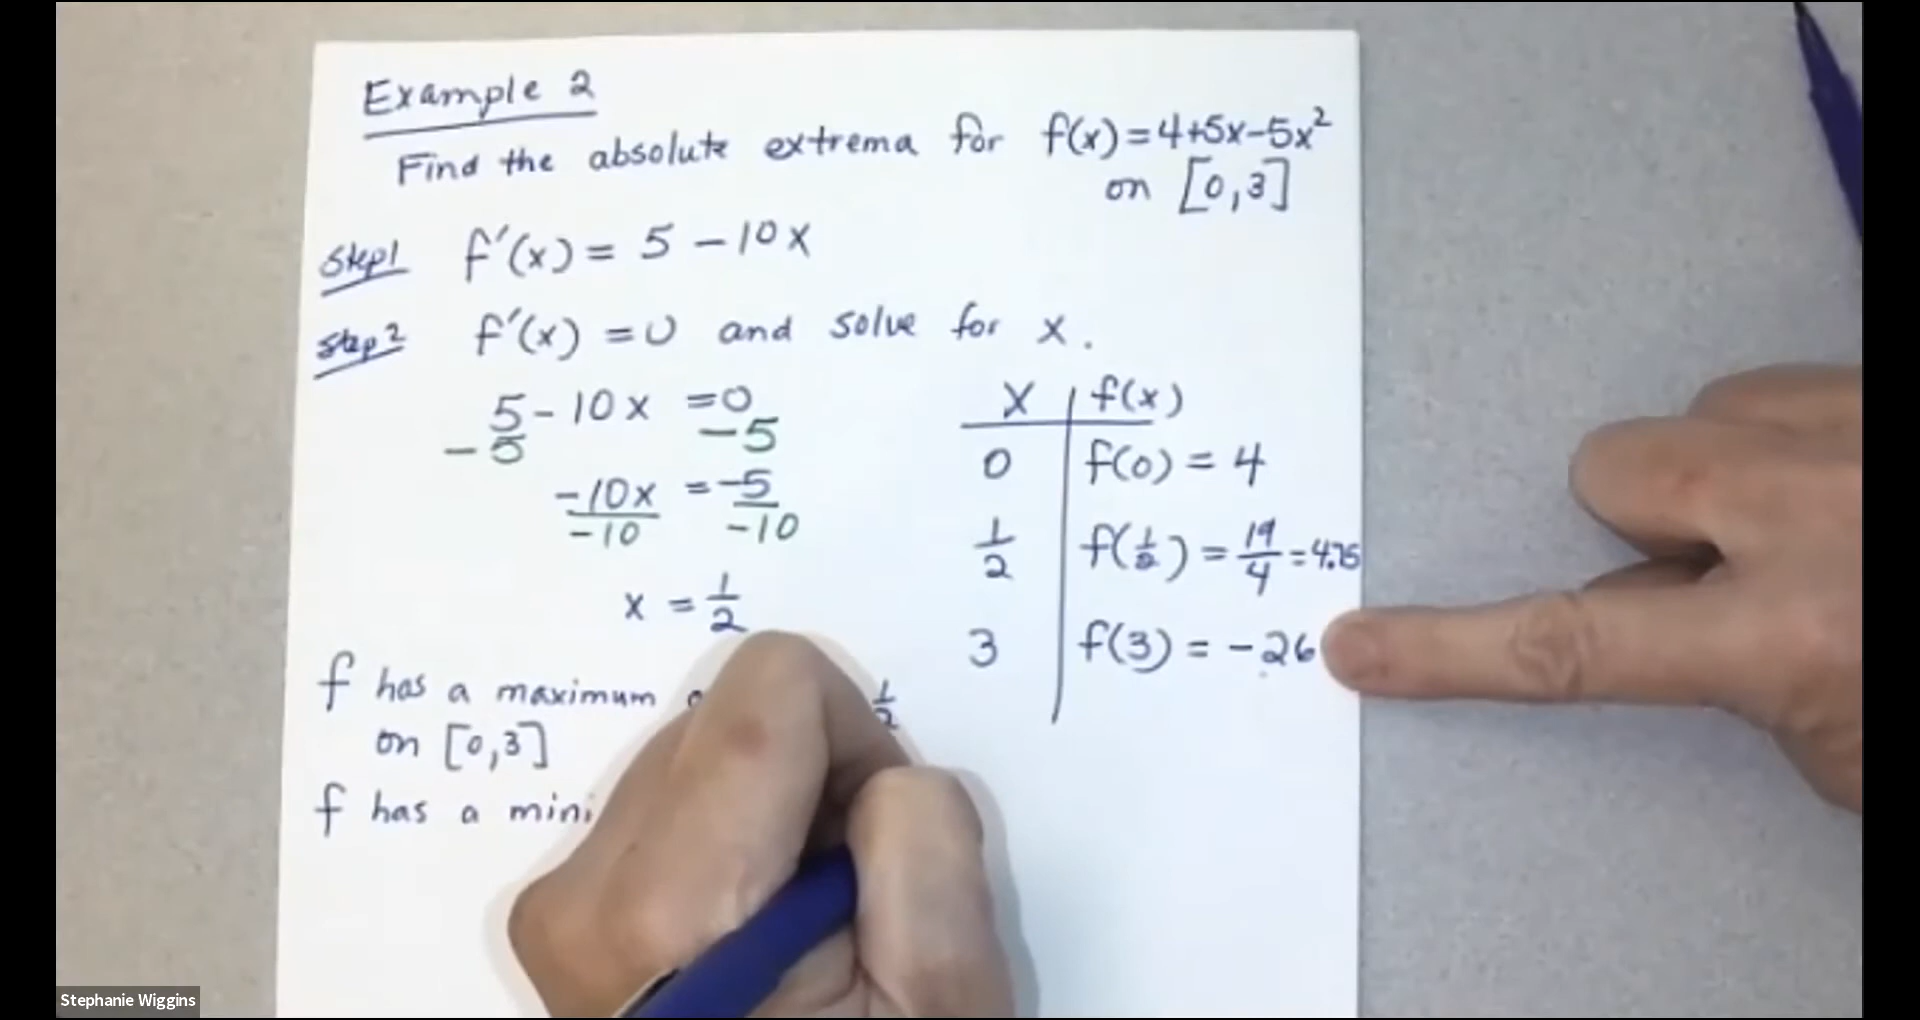 Example 2
Find the absolute extrema for f(x)=4+5x-5x²
on [0,3]
Step1 f'(x) = 5 - 10x
Step2 f'(x) = 0 and solve for x.
5 - 10x = 0
- 5 - 5
-10x = -5
-10 -10
x = 1/2
x f(x)
0 f(0) = 4
1/2 f(1/2) = 19/4 = 4.75
3 f(3) = -26
f has a maximum 1/2
on [0,3]
f has a mini
Stephanie Wiggins